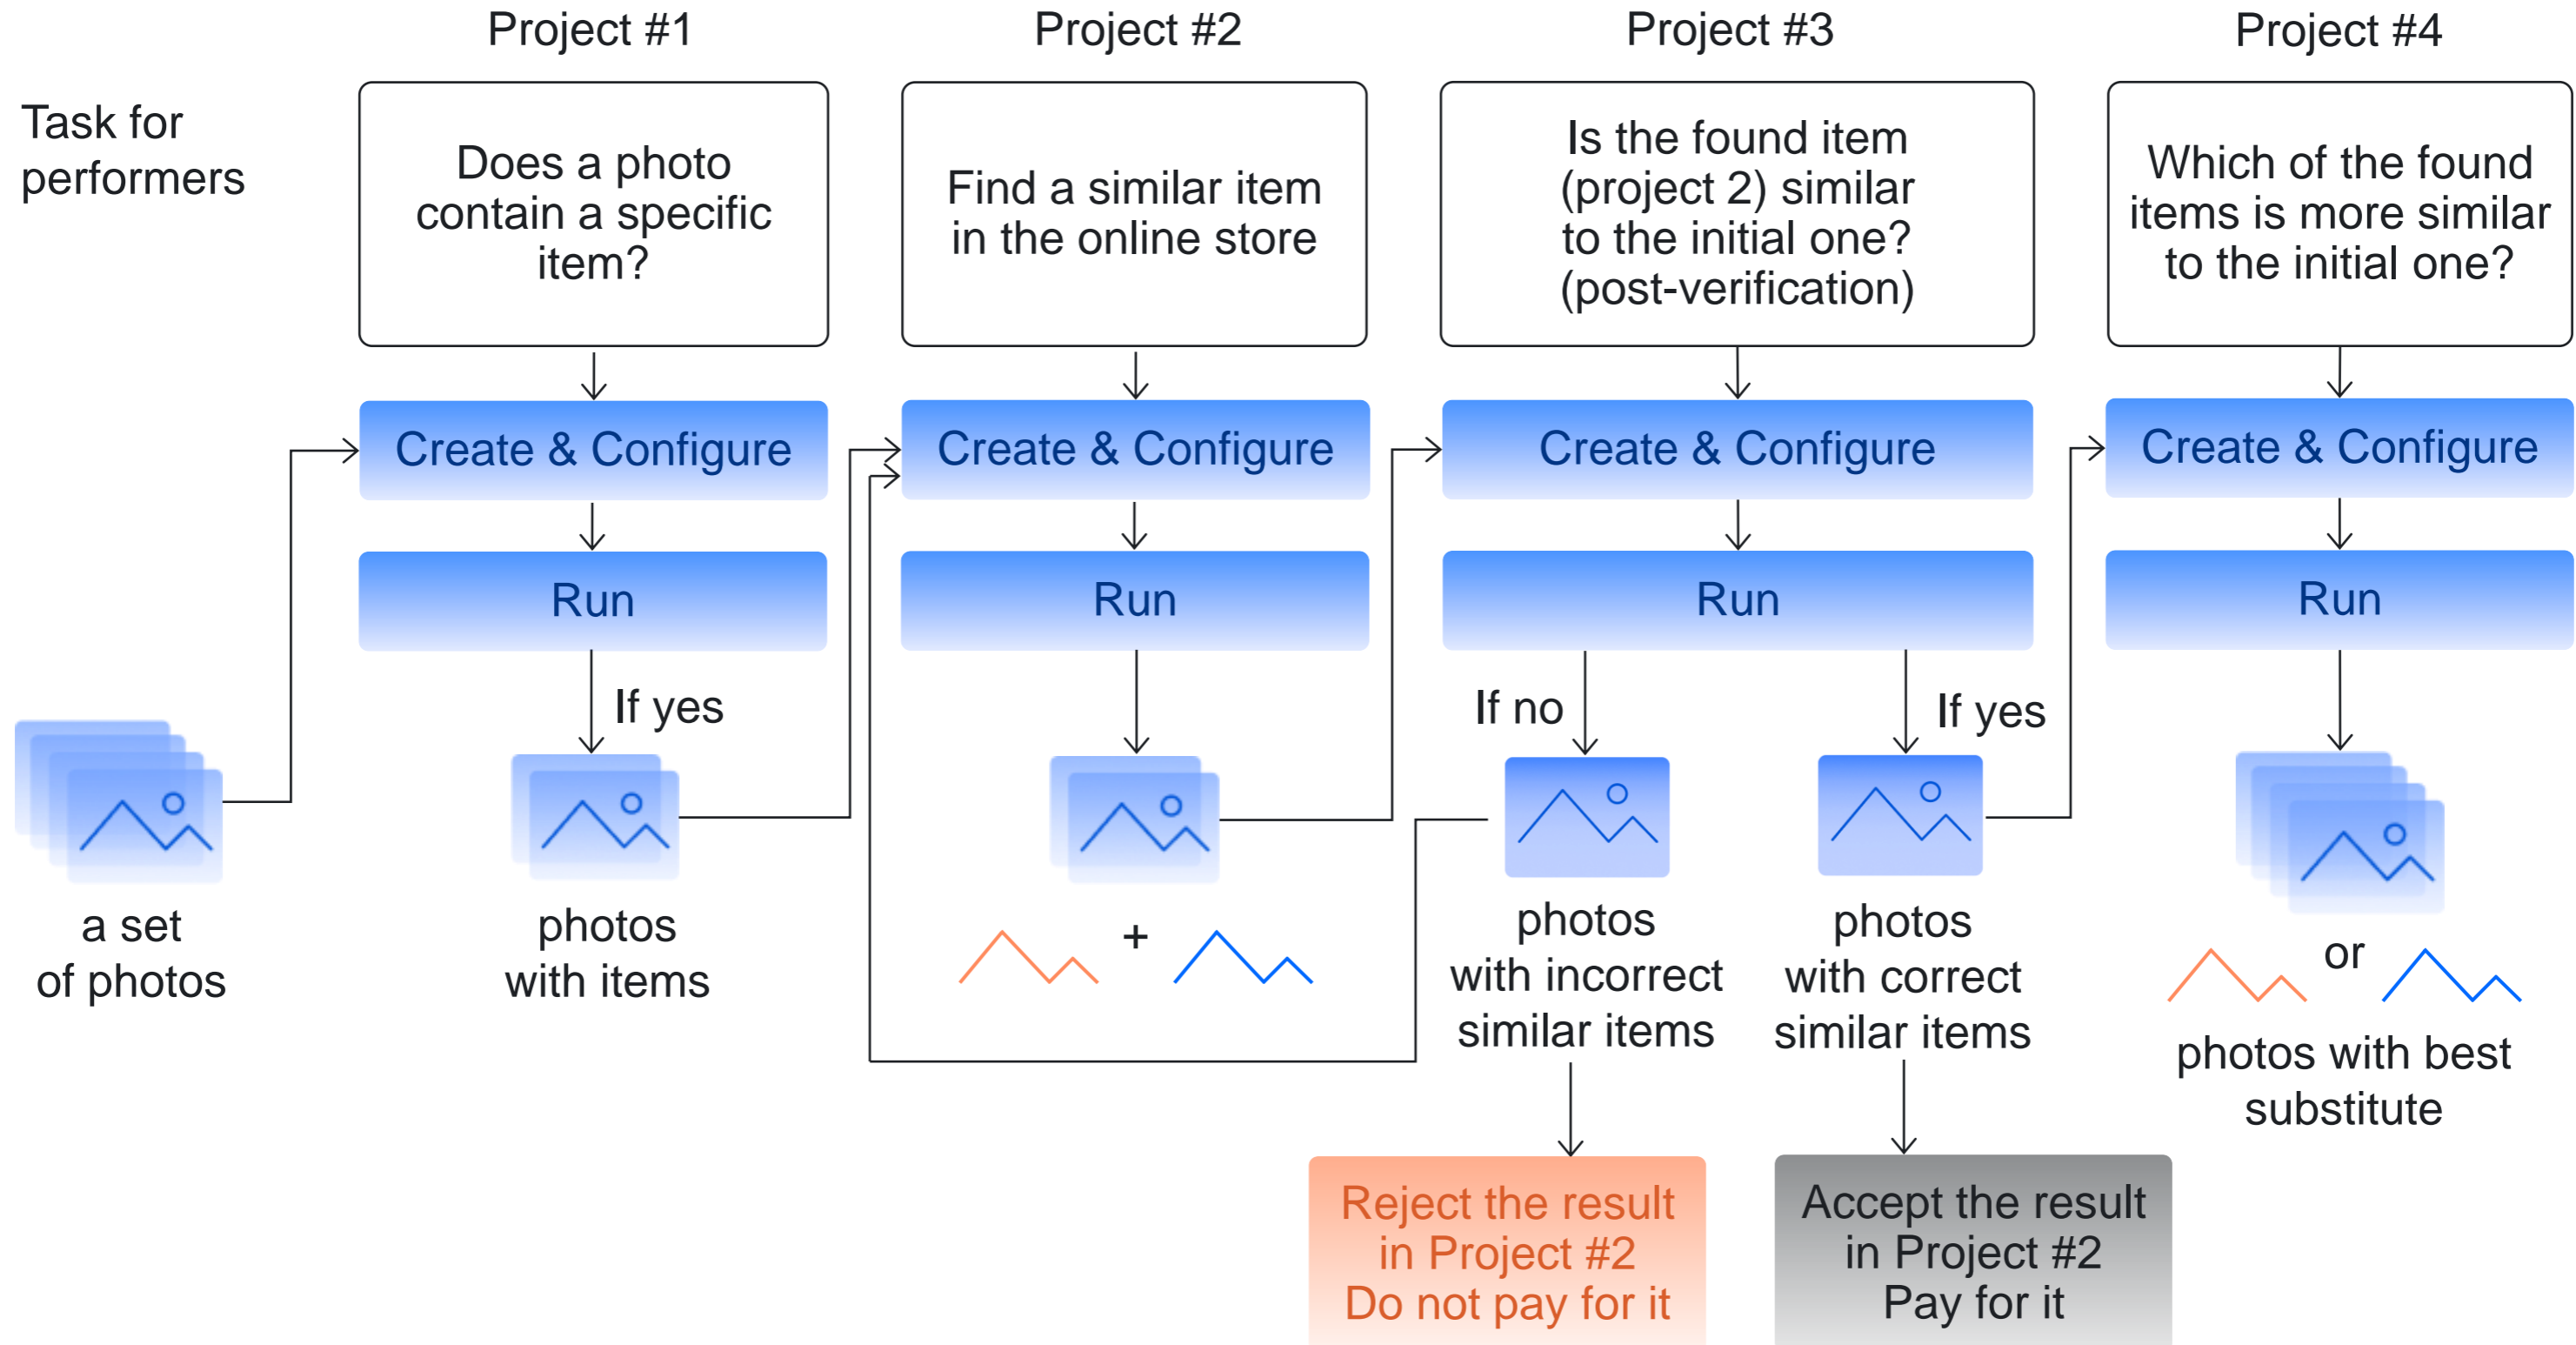 Project #1
Project #2
Project #3
Project #4
Task for
performers
Does a photo
contain a specific
item?
Find a similar item
in the online store
Is the found item
(project 2) similar
to the initial one?
(post-verification)
Which of the found
items is more similar
to the initial one?
Create & Configure
Create & Configure
Create & Configure
Create & Configure
Run
Run
Run
Run
If yes
If no
If yes
a set
of photos
photos
with items
+
photos
with incorrect
similar items
photos
with correct
similar items
or
photos with best
substitute
Reject the result
in Project #2
Do not pay for it
Accept the result
in Project #2
Pay for it